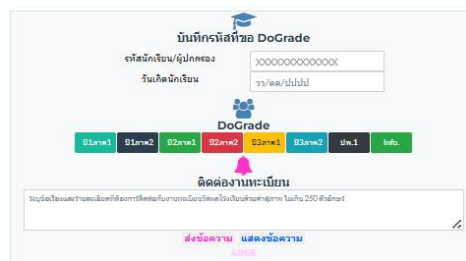 บันทึกรหัสที่ขอ DoGrade
รหัสนักเรียน/ผู้ปกครอง XXXXXXXXXXXXX
วันเกิดนักเรียน วว/ดด/ปปปป
DoGrade
ปี1ภาค1 ปี1ภาค2 ปี2ภาค1 ปี2ภาค2 ปี3ภาค1 ปี3ภาค2 ปพ.1 Info.
ติดต่องานทะเบียน
ระบุชื่อเรื่องและรายละเอียดที่ต้องการติดต่อกับงานทะเบียนวัดผลโรงเรียนด้วยคำสุภาพ ไม่เกิน 250 ตัวอักษร
ส่งข้อความ แสดงข้อความ
4866